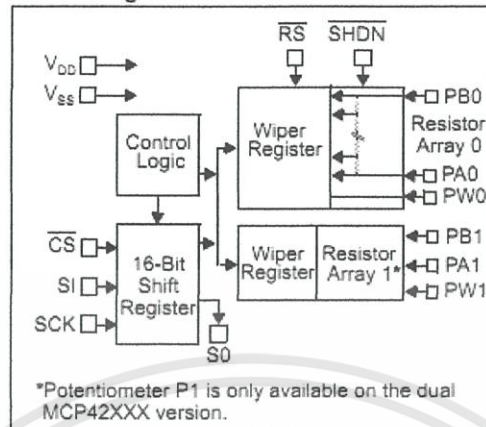 RS SHDN
VDD
VSS
Control
Logic
Wiper
Register
PB0
Resistor
Array 0
PA0
PW0
CS
SI
SCK
16-Bit
Shift
Register
Wiper
Register
Resistor
Array 1*
PB1
PA1
PW1
S0
*Potentiometer P1 is only available on the dual
MCP42XXX version.